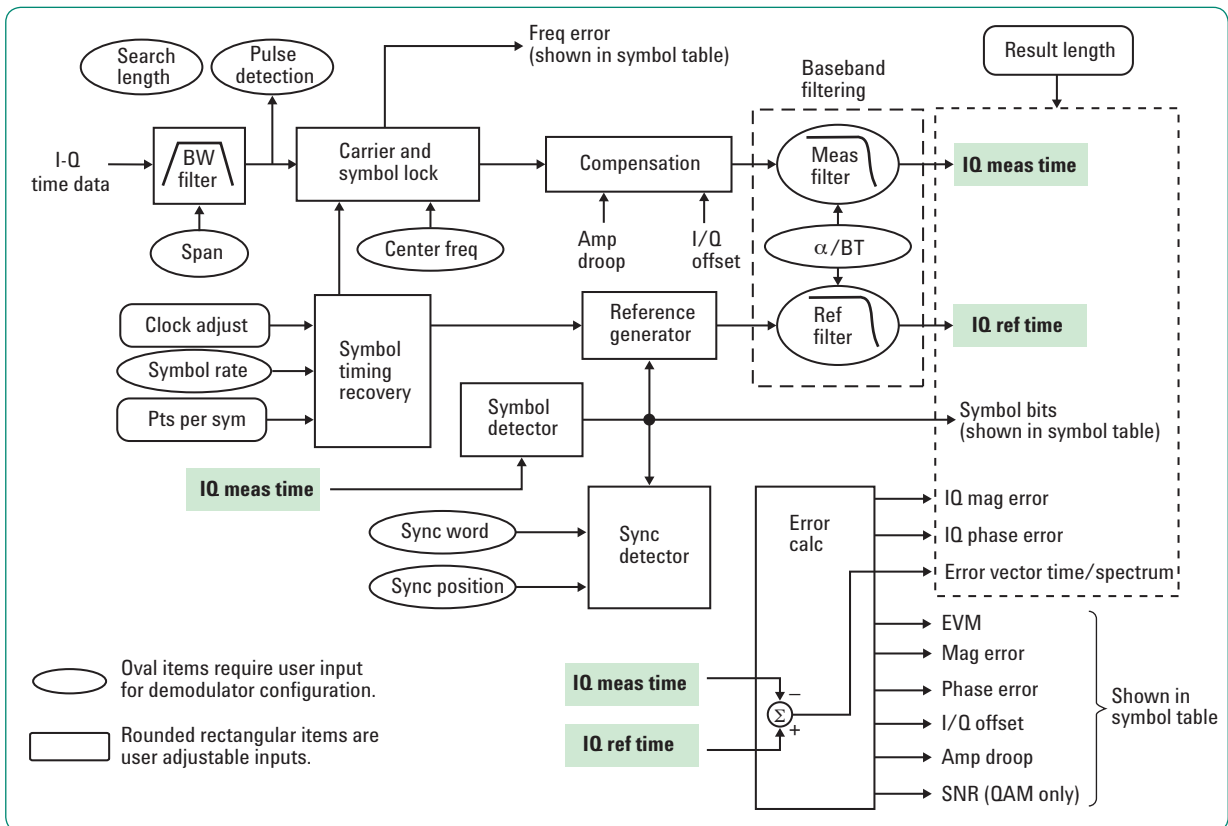 Search
length
Pulse
detection
Freq error
(shown in symbol table)
Result length
Baseband
filtering
I-Q
time data
BW
filter
Carrier and
symbol lock
Compensation
Meas
filter
IQ meas time
Span
Center freq
Amp
droop
I/Q
offset
α/BT
Clock adjust
Symbol rate
Pts per sym
Symbol
timing
recovery
Reference
generator
Ref
filter
IQ ref time
Symbol
detector
Symbol bits
(shown in symbol table)
IQ meas time
Sync word
Sync position
Sync
detector
Error
calc
IQ mag error
IQ phase error
Error vector time/spectrum
EVM
Mag error
Phase error
I/Q offset
Amp droop
SNR (QAM only)
Shown in
symbol table
IQ meas time
IQ ref time
−
Σ
+
Oval items require user input
for demodulator configuration.
Rounded rectangular items are
user adjustable inputs.